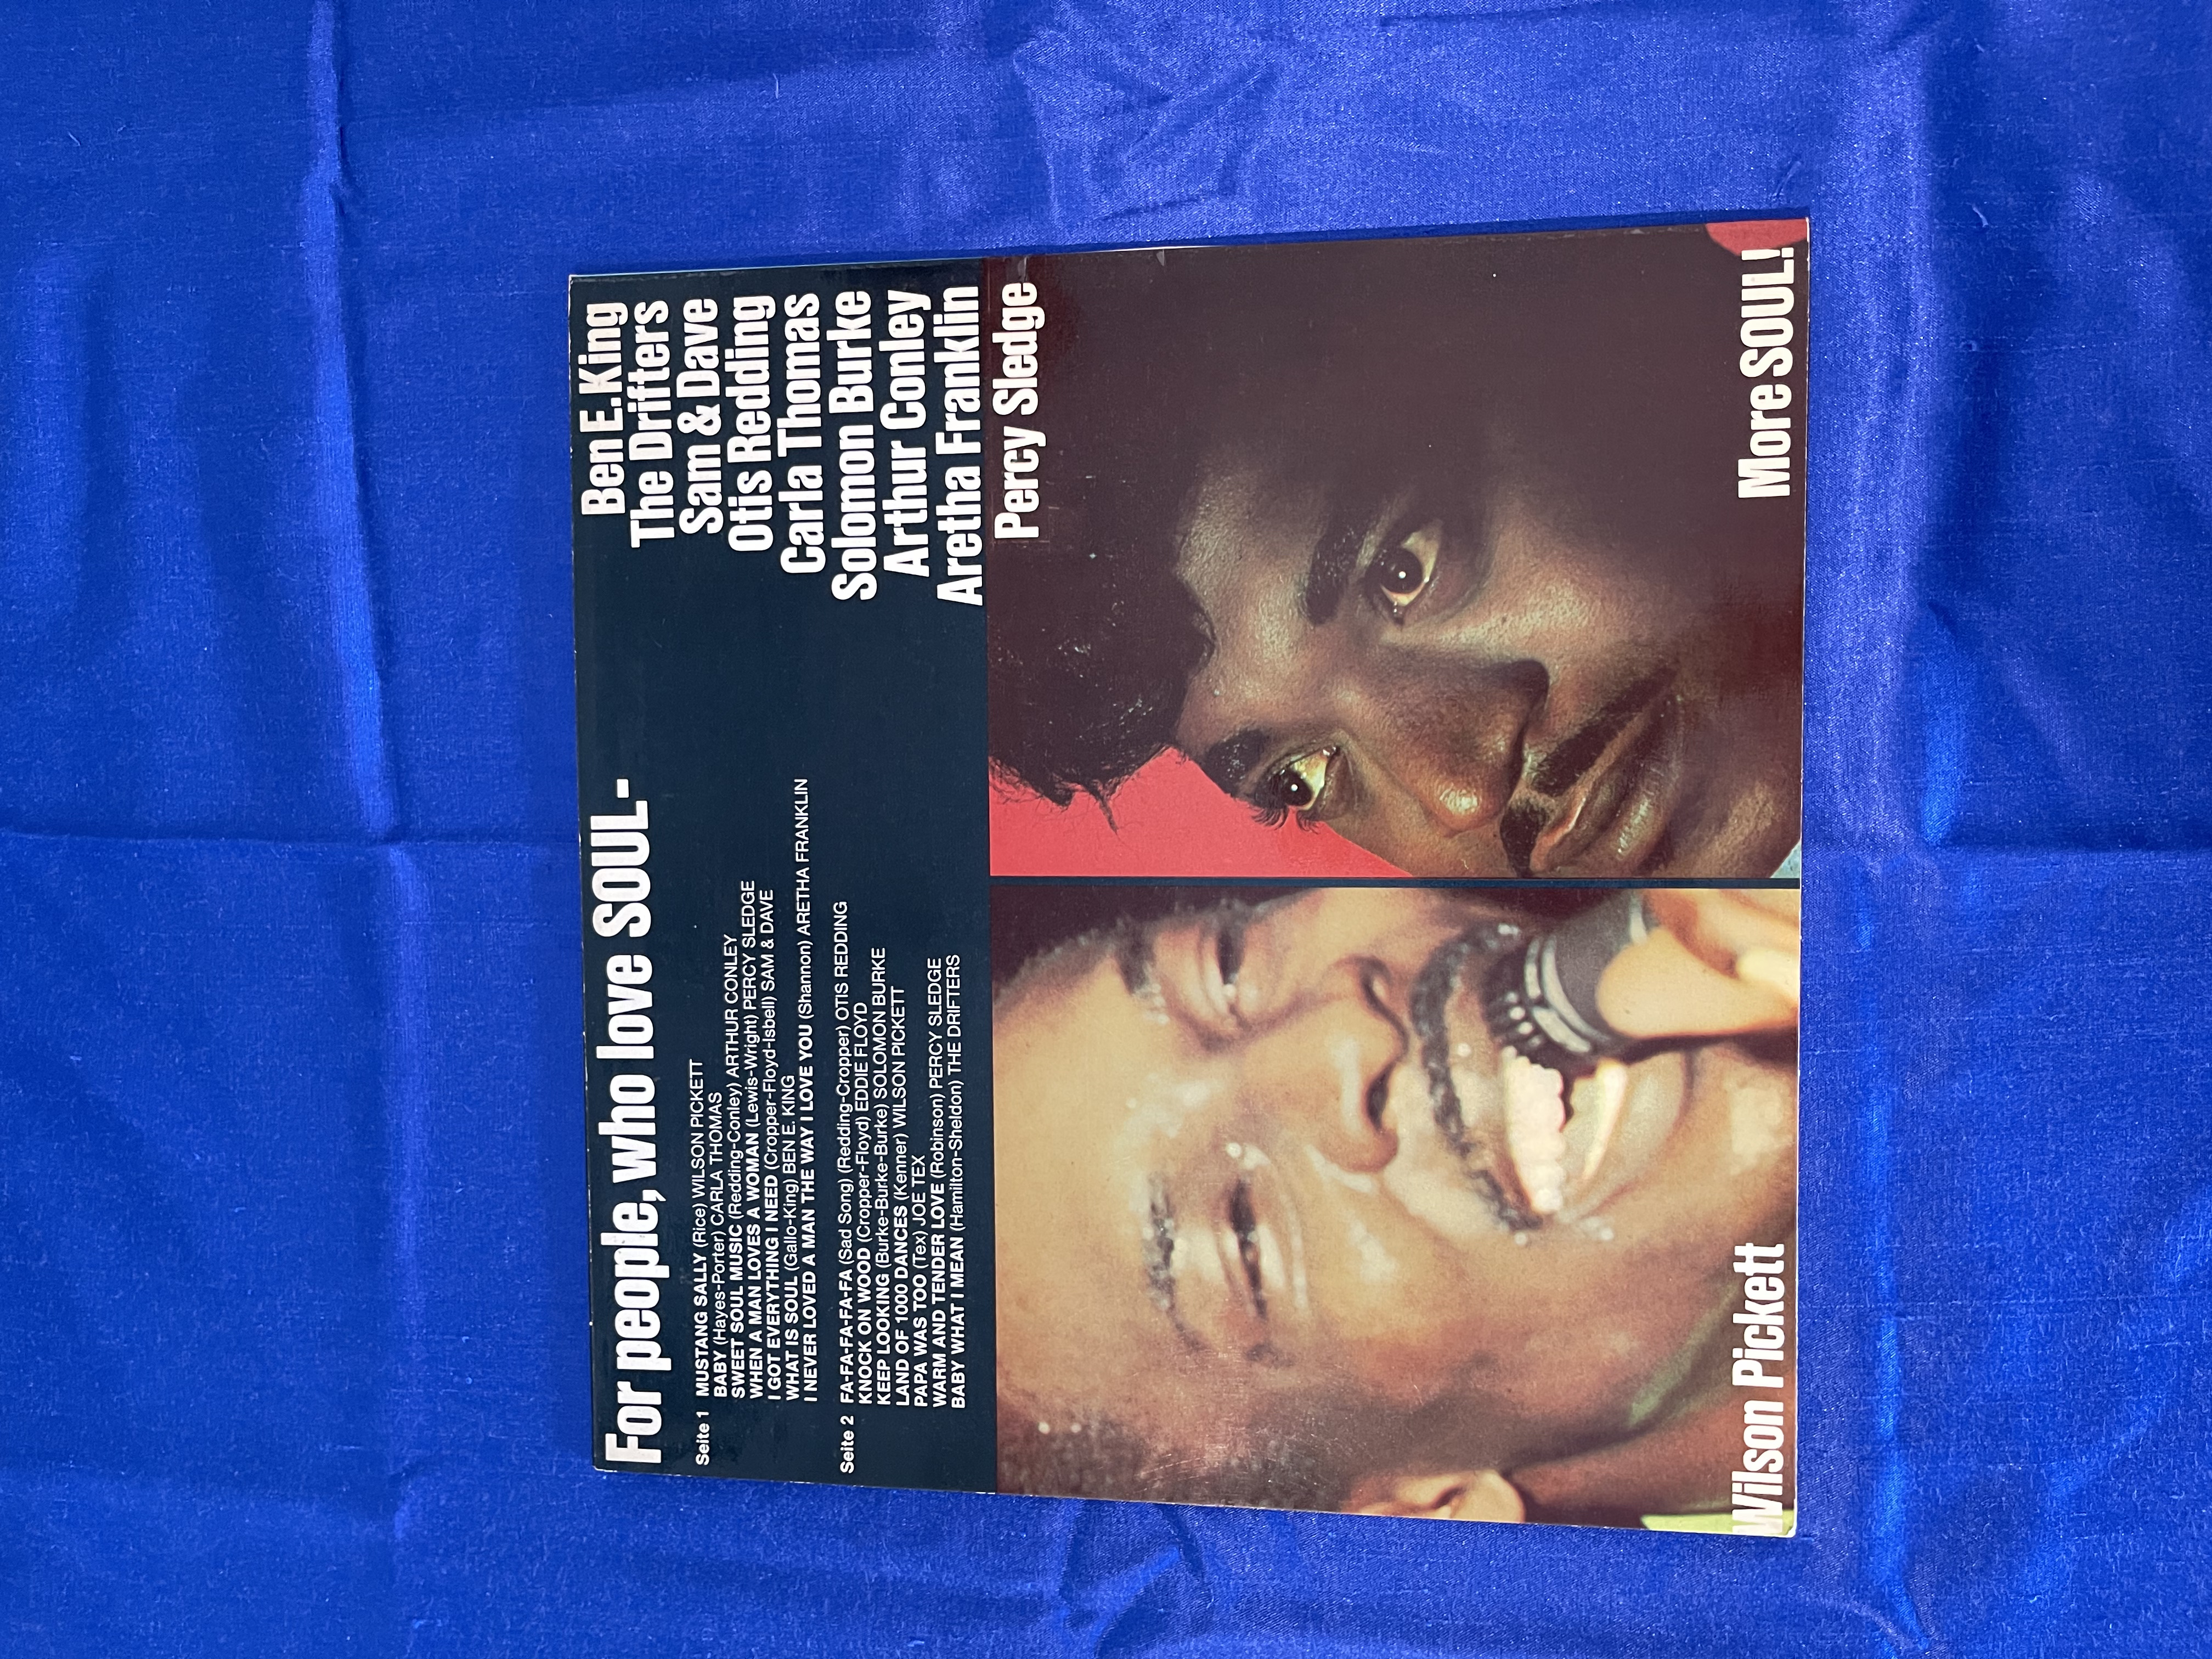 For people, who love SOUL-
Seite 1 MUSTANG SALLY (Rice) WILSON PICKETT
BABY (Hayes-Porter) CARLA THOMAS
SWEET SOUL MUSIC (Redding-Conley) ARTHUR CONLEY
WHEN A MAN LOVES A WOMAN (Lewis-Wright) PERCY SLEDGE
I GOT EVERYTHING I NEED (Cropper-Floyd-Isbell) SAM & DAVE
WHAT IS SOUL (Gallo-King) BEN E. KING
I NEVER LOVED A MAN THE WAY I LOVE YOU (Shannon) ARETHA FRANKLIN
Seite 2 FA-FA-FA-FA-FA (Sad Song) (Redding-Cropper) OTIS REDDING
KNOCK ON WOOD (Cropper-Floyd) EDDIE FLOYD
KEEP LOOKING (Burke-Burke-Burke) SOLOMON BURKE
LAND OF 1000 DANCES (Kenner) WILSON PICKETT
PAPA WAS TOO (Tex) JOE TEX
WARM AND TENDER LOVE (Robinson) PERCY SLEDGE
BABY WHAT I MEAN (Hamilton-Sheldon) THE DRIFTERS
Ben E. King
The Drifters
Sam & Dave
Otis Redding
Carla Thomas
Solomon Burke
Arthur Conley
Aretha Franklin
Percy Sledge
Wilson Pickett
More SOUL!